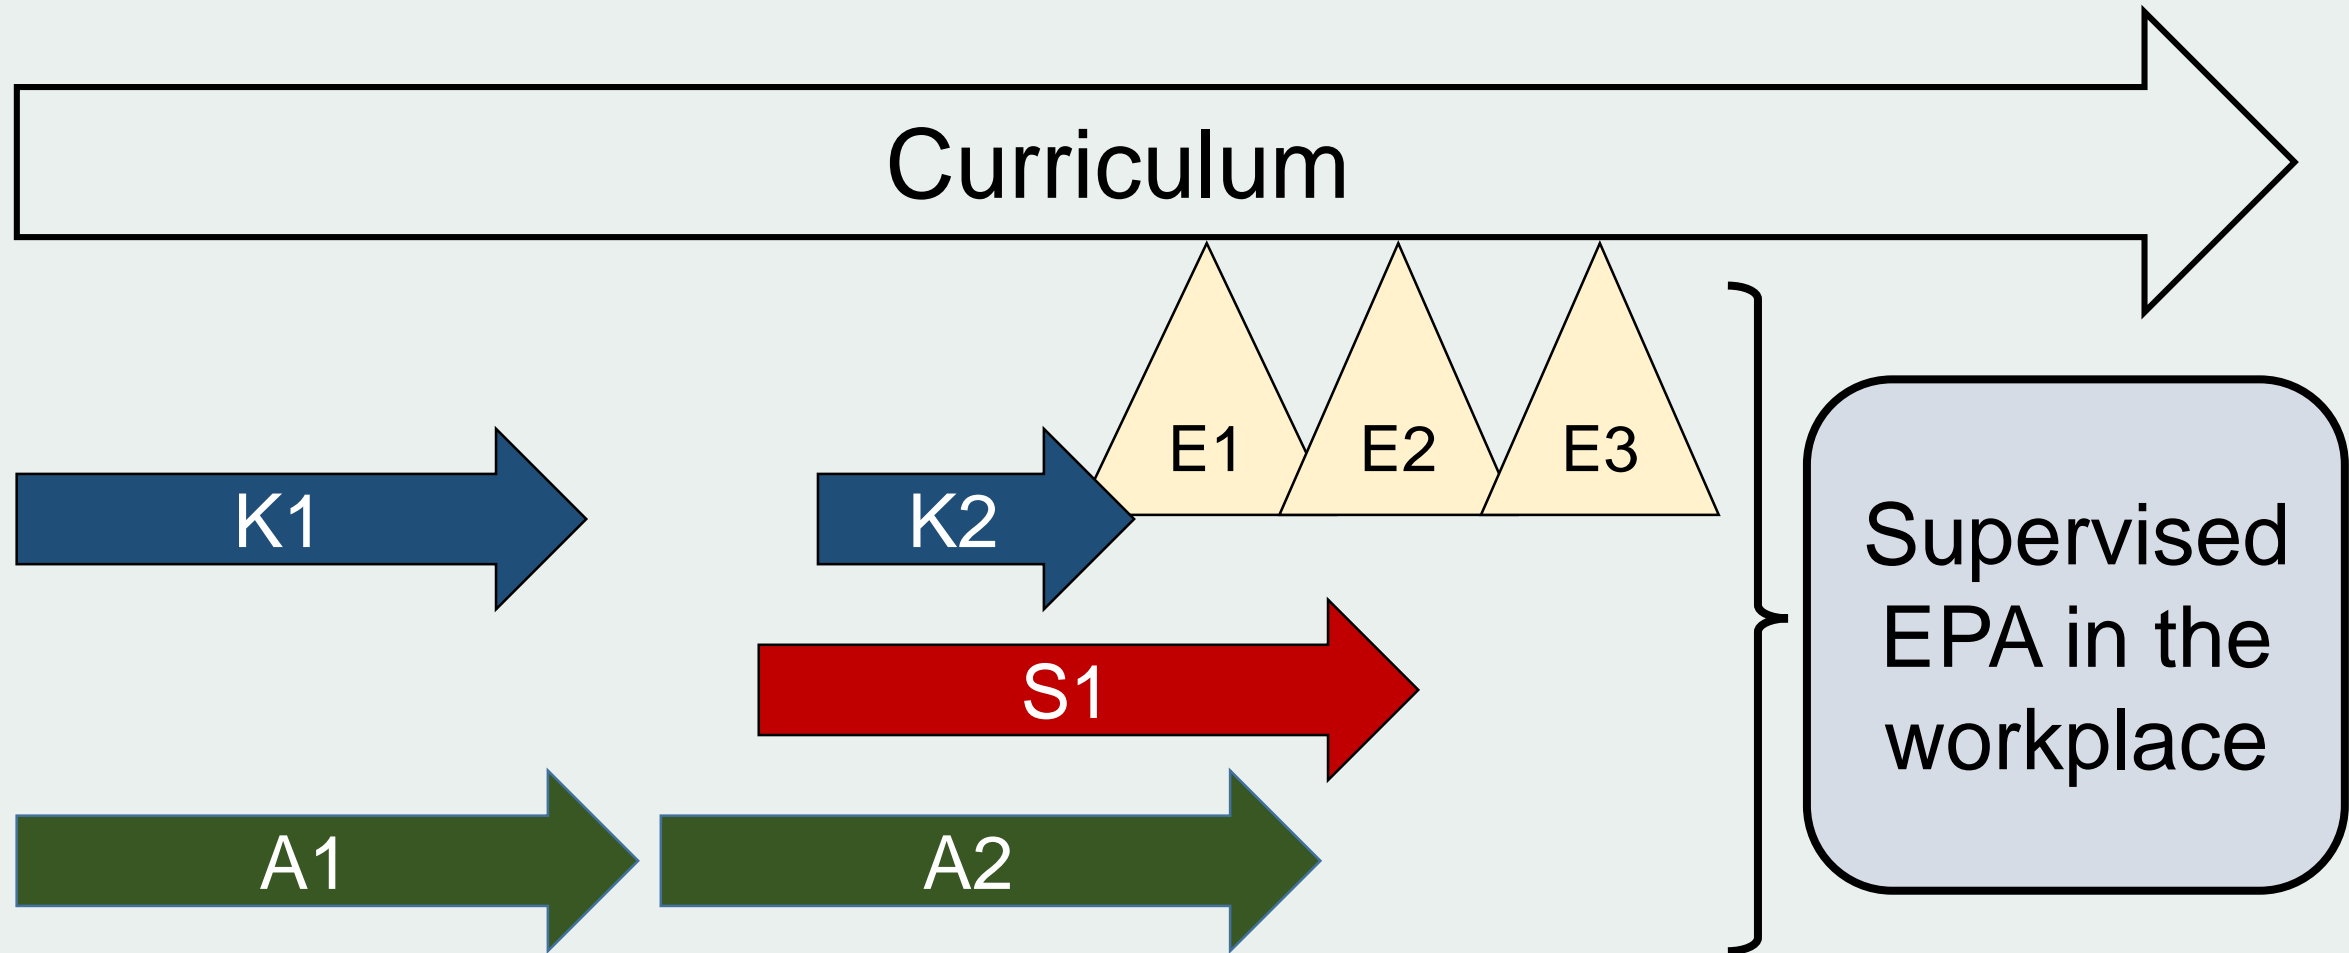 Curriculum
E1
E2
E3
K1
K2
S1
A1
A2
Supervised
EPA in the
workplace